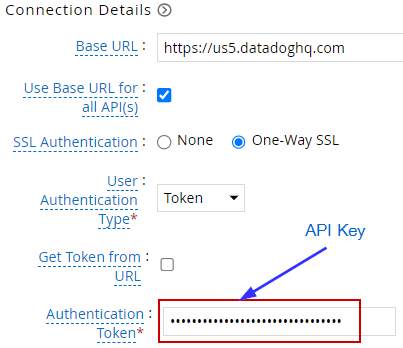 Connection Details
Base URL : https://us5.datadoghq.com
Use Base URL for :
all API(s)
SSL Authentication : None One-Way SSL
User :
Authentication
Type* Token
API Key
Get Token from :
URL
Authentication :
Token* ••••••••••••••••••••••••••••••••